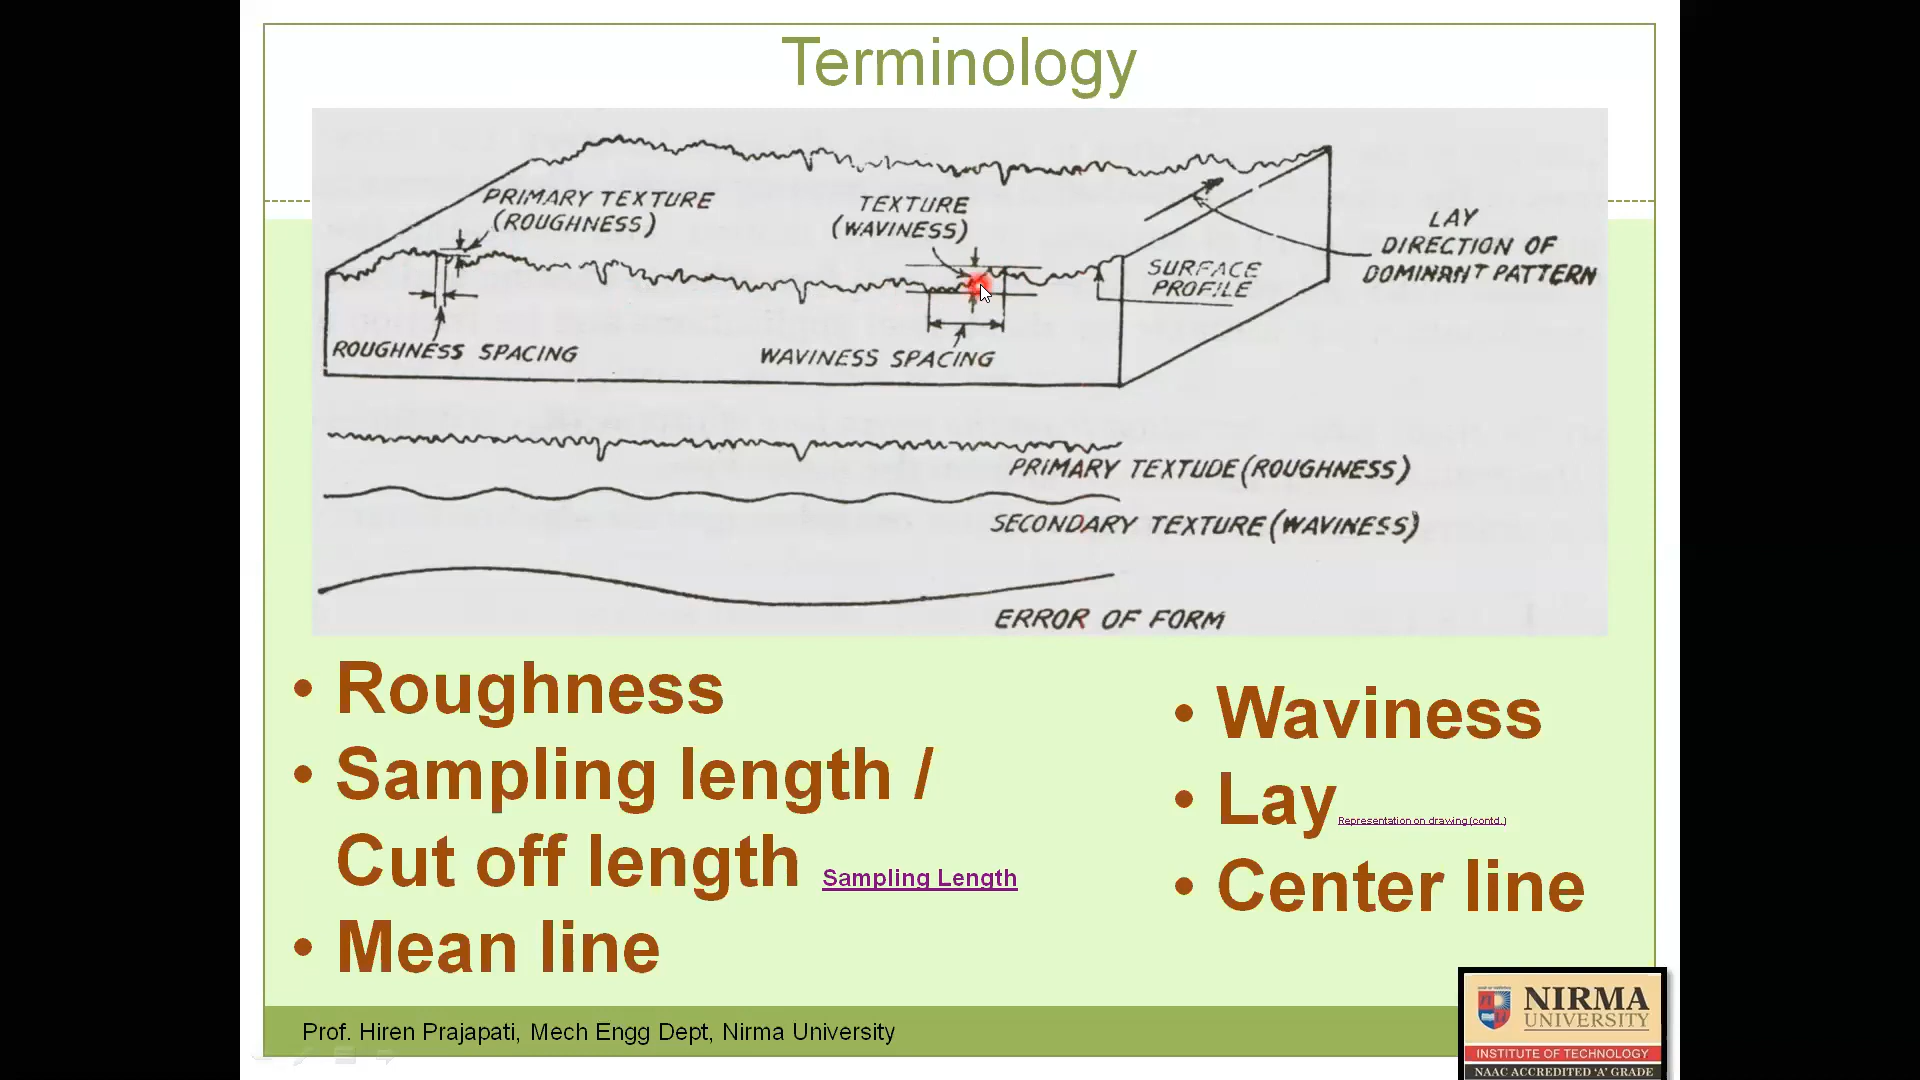 Terminology
PRIMARY TEXTURE
(ROUGHNESS)
TEXTURE
(WAVINESS)
LAY
DIRECTION OF
DOMINANT PATTERN
SURFACE
PROFILE
ROUGHNESS SPACING
WAVINESS SPACING
PRIMARY TEXTUDE (ROUGHNESS)
SECONDARY TEXTURE (WAVINESS)
ERROR OF FORM
• Roughness
• Sampling length /
Cut off length Sampling Length
• Mean line
• Waviness
• Lay Representation on drawing(contd.)
• Center line
Prof. Hiren Prajapati, Mech Engg Dept, Nirma University
NIRMA
UNIVERSITY
INSTITUTE OF TECHNOLOGY
NAAC ACCREDITED 'A' GRADE